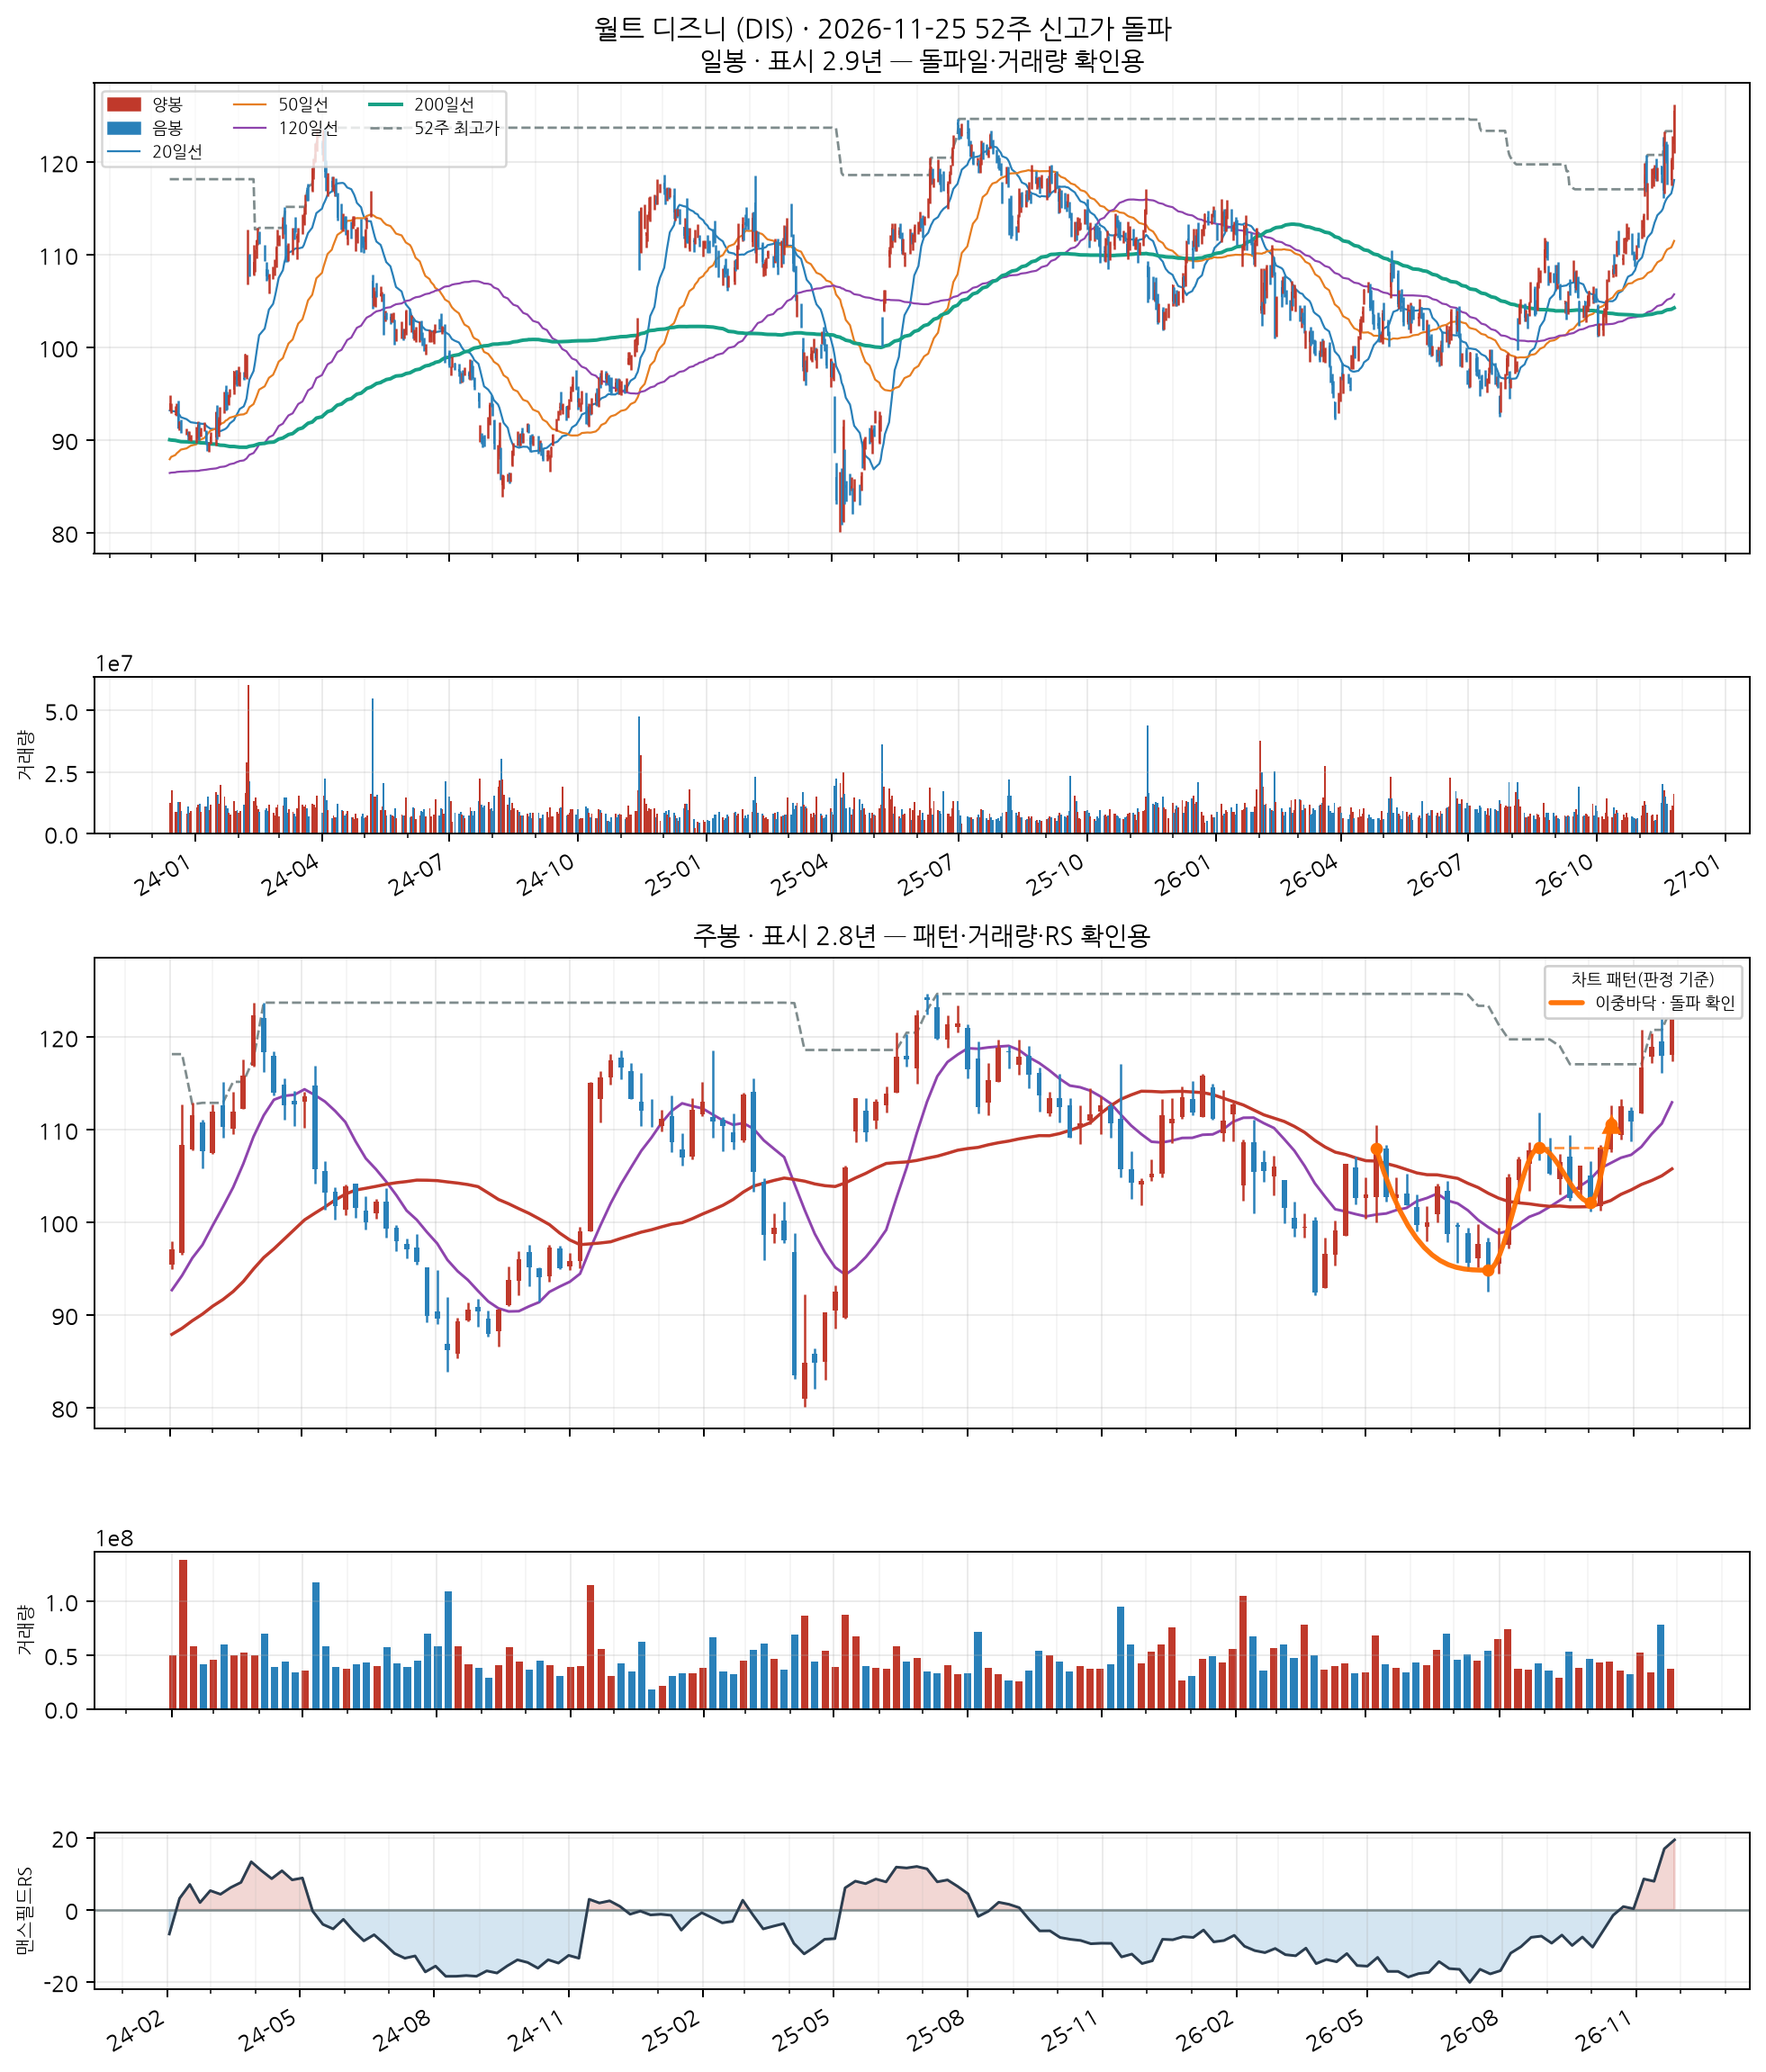 월트 디즈니 (DIS) · 2026-11-25 52주 신고가 돌파
일봉 · 표시 2.9년 — 돌파일·거래량 확인용
양봉
음봉
20일선
50일선
120일선
200일선
52주 최고가
120
110
100
90
80
1e7
거래량
5.0
2.5
0.0
24-01
24-04
24-07
24-10
25-01
25-04
25-07
25-10
26-01
26-04
26-07
26-10
27-01
주봉 · 표시 2.8년 — 패턴·거래량·RS 확인용
차트 패턴(판정 기준)
이중바닥 · 돌파 확인
120
110
100
90
80
1e8
거래량
1.0
0.5
0.0
맨스필드RS
20
0
-20
24-02
24-05
24-08
24-11
25-02
25-05
25-08
25-11
26-02
26-05
26-08
26-11